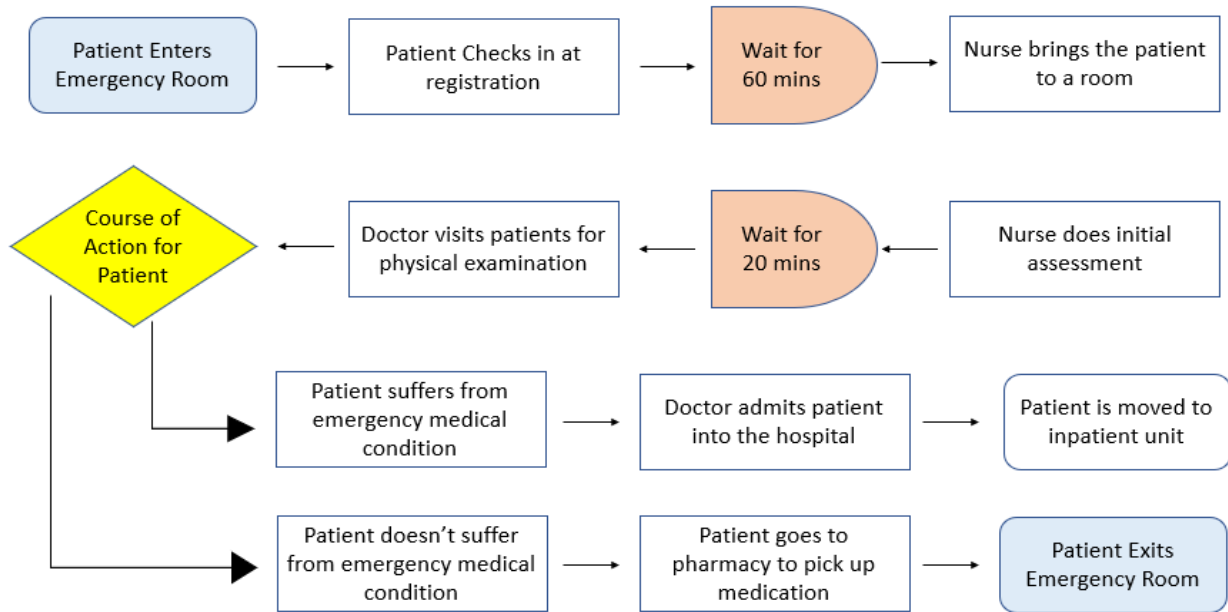 Patient Enters
Emergency Room
Patient Checks in at
registration
Wait for
60 mins
Nurse brings the patient
to a room
Course of
Action for
Patient
Doctor visits patients for
physical examination
Wait for
20 mins
Nurse does initial
assessment
Patient suffers from
emergency medical
condition
Doctor admits patient
into the hospital
Patient is moved to
inpatient unit
Patient doesn’t suffer
from emergency medical
condition
Patient goes to
pharmacy to pick up
medication
Patient Exits
Emergency Room